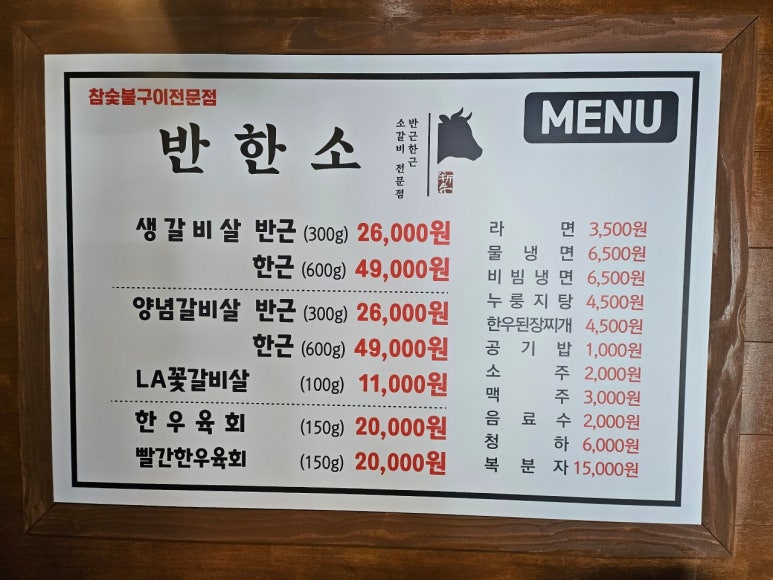 참숯불구이전문점
반한소
반근한근
소갈비 전문점
MENU
생갈비살 반근 (300g) 26,000원
한근 (600g) 49,000원
양념갈비살 반근 (300g) 26,000원
한근 (600g) 49,000원
LA꽃갈비살 (100g) 11,000원
한우육회 (150g) 20,000원
빨간한우육회 (150g) 20,000원
라면 3,500원
물냉면 6,500원
비빔냉면 6,500원
누룽지탕 4,500원
한우된장찌개 4,500원
공기밥 1,000원
소주 2,000원
맥주 3,000원
음료수 2,000원
청하 6,000원
복분자 15,000원